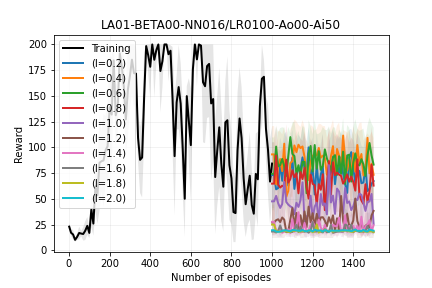 LA01-BETA00-NN016/LR0100-Ao00-Ai50
200
175
150
125
100
75
50
25
0
Reward
Training
(l=0.2)
(l=0.4)
(l=0.6)
(l=0.8)
(l=1.0)
(l=1.2)
(l=1.4)
(l=1.6)
(l=1.8)
(l=2.0)
0 200 400 600 800 1000 1200 1400
Number of episodes